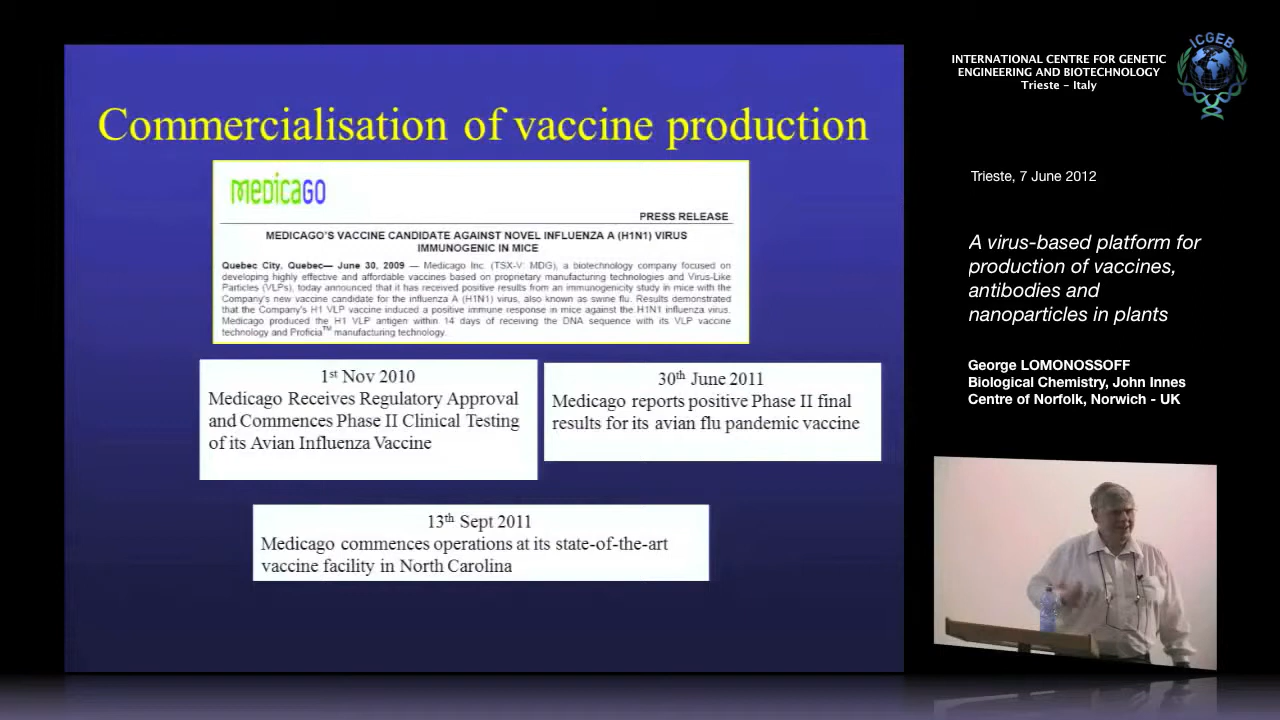 Commercialisation of vaccine production
medicaGO
PRESS RELEASE
MEDICAGO'S VACCINE CANDIDATE AGAINST NOVEL INFLUENZA A (H1N1) VIRUS
IMMUNOGENIC IN MICE
Quebec City, Quebec— June 30, 2009 — Medicago Inc. (TSX-V: MDG), a biotechnology company focused on
developing highly effective and affordable vaccines based on proprietary manufacturing technologies and Virus-Like
Particles (VLPs), today announced that it has received positive results from an immunogenicity study in mice with the
Company's new vaccine candidate for the influenza A (H1N1) virus, also known as swine flu. Results demonstrated
that the Company's H1 VLP vaccine induced a positive immune response in mice against the H1N1 influenza virus.
Medicago produced the H1 VLP antigen within 14 days of receiving the DNA sequence with its VLP vaccine
technology and Proficia™ manufacturing technology.
1st Nov 2010
Medicago Receives Regulatory Approval
and Commences Phase II Clinical Testing
of its Avian Influenza Vaccine
30th June 2011
Medicago reports positive Phase II final
results for its avian flu pandemic vaccine
13th Sept 2011
Medicago commences operations at its state-of-the-art
vaccine facility in North Carolina
INTERNATIONAL CENTRE FOR GENETIC
ENGINEERING AND BIOTECHNOLOGY
Trieste – Italy
ICGEB
Trieste, 7 June 2012
A virus-based platform for
production of vaccines,
antibodies and
nanoparticles in plants
George LOMONOSSOFF
Biological Chemistry, John Innes
Centre of Norfolk, Norwich - UK